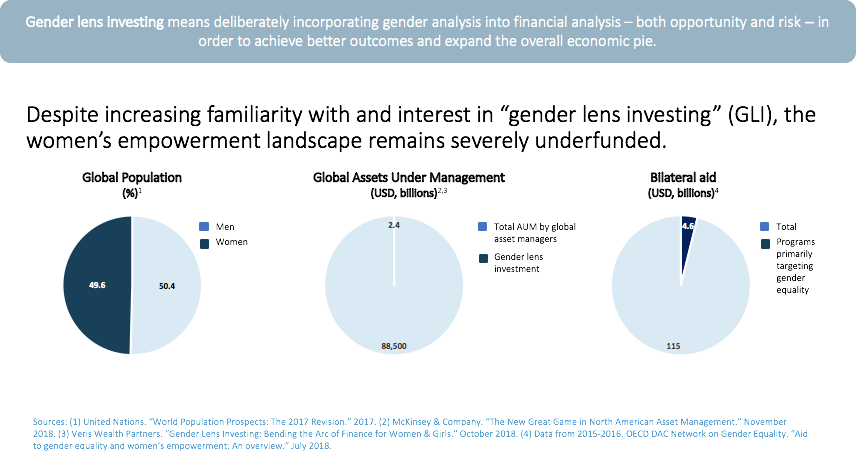 Gender lens investing means deliberately incorporating gender analysis into financial analysis – both opportunity and risk – in
order to achieve better outcomes and expand the overall economic pie.
Despite increasing familiarity with and interest in “gender lens investing” (GLI), the
women’s empowerment landscape remains severely underfunded.
Global Population
(%)1
49.6
50.4
Men
Women
Global Assets Under Management
(USD, billions)2,3
2.4
88,500
Total AUM by global
asset managers
Gender lens
investment
Bilateral aid
(USD, billions)4
4.6
115
Total
Programs
primarily
targeting
gender
equality
Sources: (1) United Nations. “World Population Prospects: The 2017 Revision.” 2017. (2) McKinsey & Company. “The New Great Game in North American Asset Management.” November
2018. (3) Veris Wealth Partners. “Gender Lens Investing: Bending the Arc of Finance for Women & Girls.” October 2018. (4) Data from 2015-2016. OECD DAC Network on Gender Equality. “Aid
to gender equality and women’s empowerment: An overview.” July 2018.